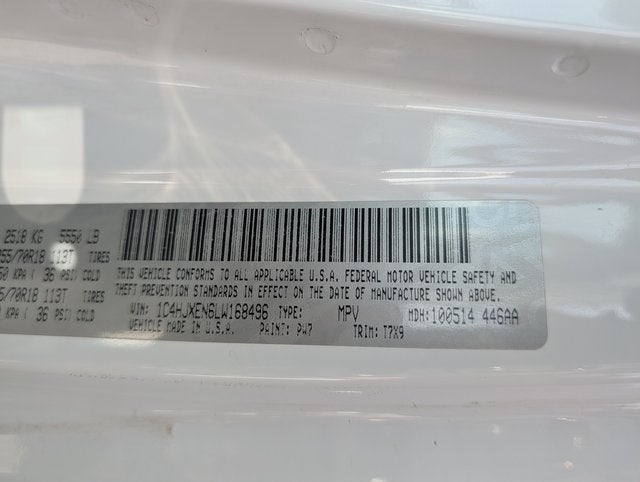 2518 KG 5550 LB
255/70R18 113T TIRES
250 KPA ( 36 PSI) COLD
255/70R18 113T TIRES
KPA ( 36 PSI) COLD
THIS VEHICLE CONFORMS TO ALL APPLICABLE U.S.A. FEDERAL MOTOR VEHICLE SAFETY AND
THEFT PREVENTION STANDARDS IN EFFECT ON THE DATE OF MANUFACTURE SHOWN ABOVE.
VIN: 1C4HJXEN6LW168496 TYPE: MPV MDH:100514 446AA
VEHICLE MADE IN U.S.A. PAINT: PW7 TRIM: T7X9